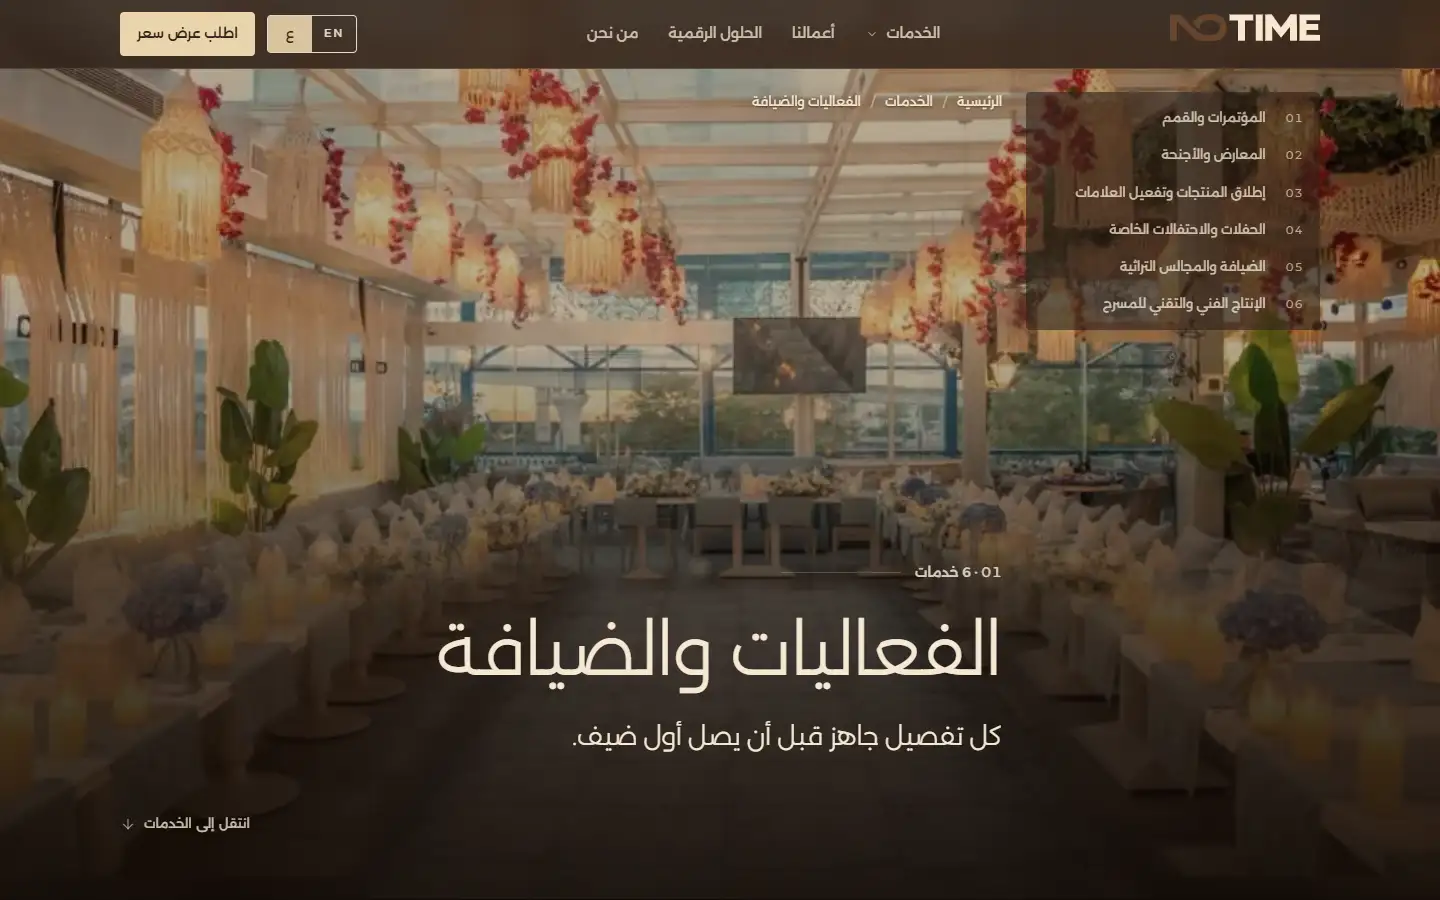 NO TIME
الخدمات
أعمالنا
الحلول الرقمية
من نحن
EN
ع
اطلب عرض سعر
الرئيسية / الخدمات / الفعاليات والضيافة
01 المؤتمرات والقمم
02 المعارض والأجنحة
03 إطلاق المنتجات وتفعيل العلامات
04 الحفلات والاحتفالات الخاصة
05 الضيافة والمجالس التراثية
06 الإنتاج الفني والتقني للمسرح
01 · 6 خدمات
الفعاليات والضيافة
كل تفصيل جاهز قبل أن يصل أول ضيف.
انتقل إلى الخدمات